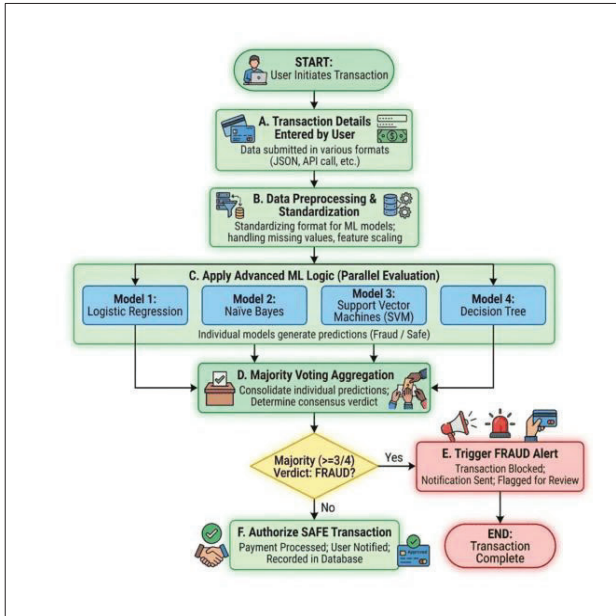 START:
User Initiates Transaction
A. Transaction Details
Entered by User
Data submitted in various formats
(JSON, API call, etc.)
B. Data Preprocessing &
Standardization
Standardizing format for ML models;
handling missing values, feature scaling
C. Apply Advanced ML Logic (Parallel Evaluation)
Model 1:
Logistic Regression
Model 2:
Naïve Bayes
Model 3:
Support Vector
Machines (SVM)
Model 4:
Decision Tree
Individual models generate predictions (Fraud / Safe)
D. Majority Voting Aggregation
Consolidate individual predictions;
Determine consensus verdict
Majority (>=3/4)
Verdict: FRAUD?
Yes
E. Trigger FRAUD Alert
Transaction Blocked;
Notification Sent; Flagged for Review
No
END:
Transaction
Complete
F. Authorize SAFE Transaction
Payment Processed; User Notified;
Recorded in Database
Approved